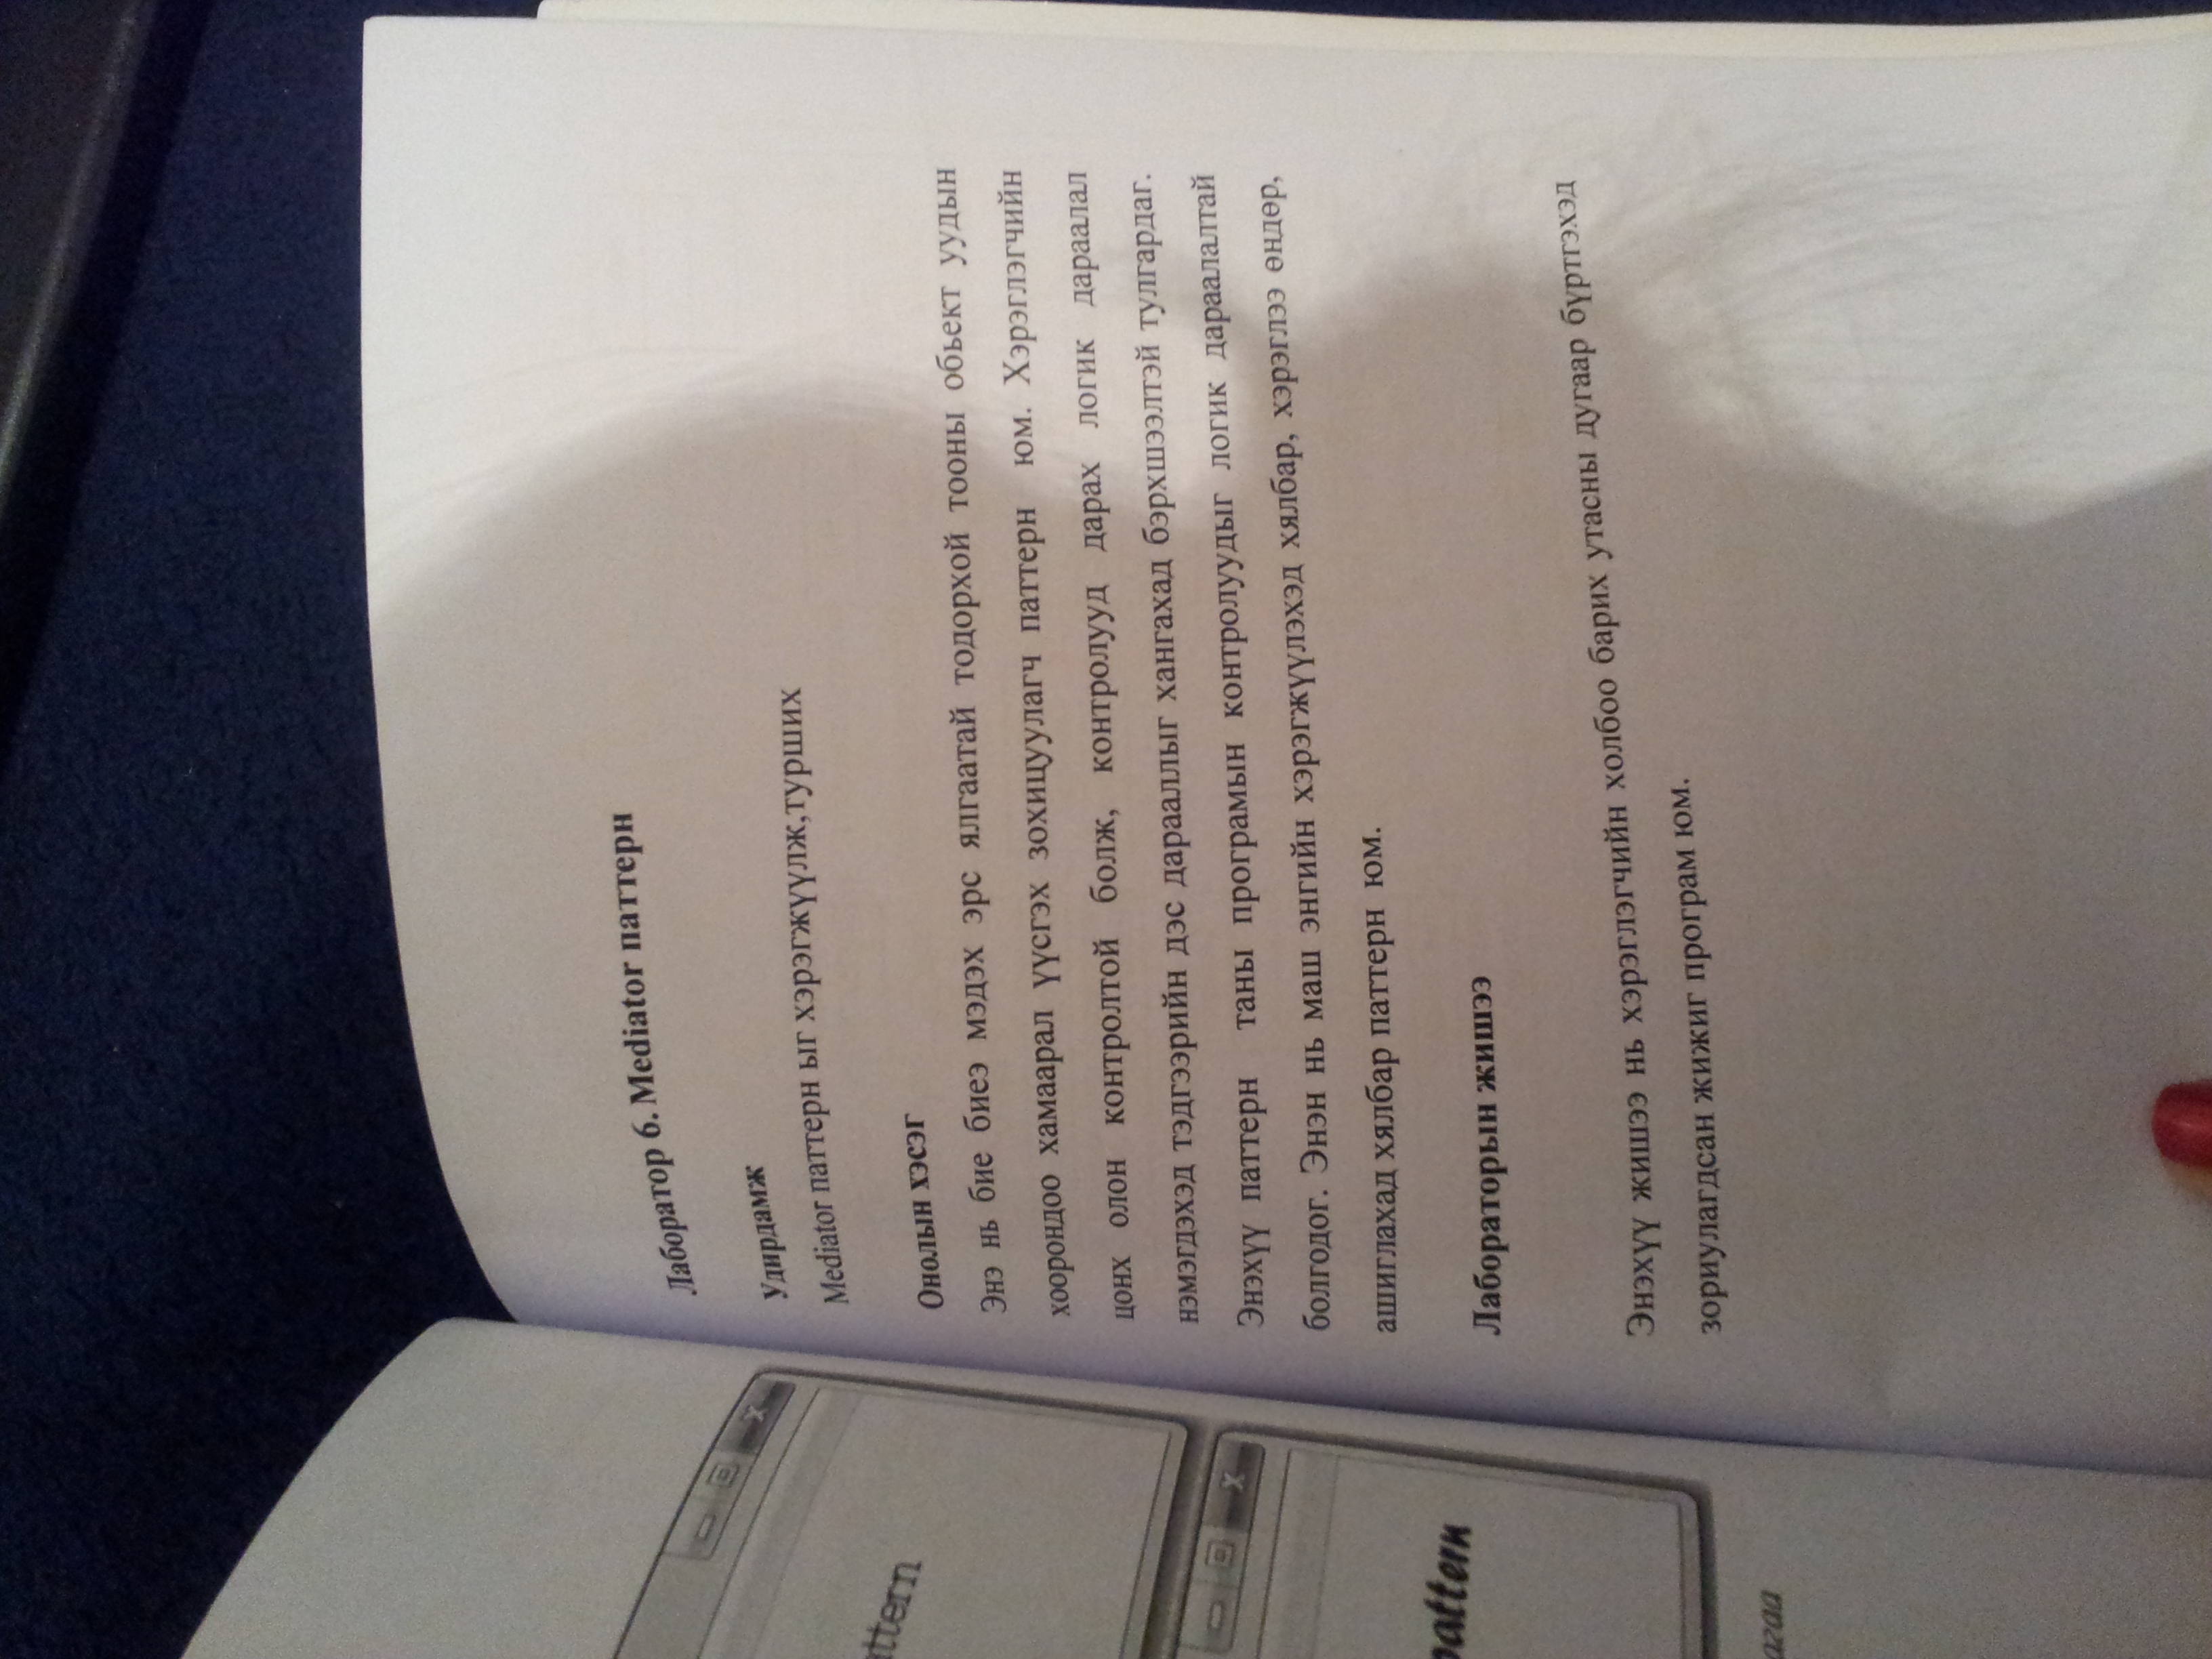 ttern
pattern
агаа
Лаборатор 6. Mediator паттерн
Удирдамж
Mediator паттерн ыг хэрэгжүүлж,турших
Онолын хэсэг
Энэ нь бие биеэ мэдэх эрс ялгаатай тодорхой тооны обьект уудын
хоорондоо хамаарал үүсгэх зохицуулагч паттерн юм. Хэрэглэгчийн
цонх олон контролтой болж, контролууд дарах логик дараалал
нэмэгдэхэд тэдгээрийн дэс дарааллыг хангахад бэрхшээлтэй тулгардаг.
Энэхүү паттерн таны програмын контролуудыг логик дараалалтай
болгодог. Энэн нь маш энгийн хэрэгжүүлэхэд хялбар, хэрэглээ өндөр,
ашиглахад хялбар паттерн юм.
Лабораторын жишээ
Энэхүү жишээ нь хэрэглэгчийн холбоо барих утасны дугаар бүртгэхэд
зориулагдсан жижиг програм юм.